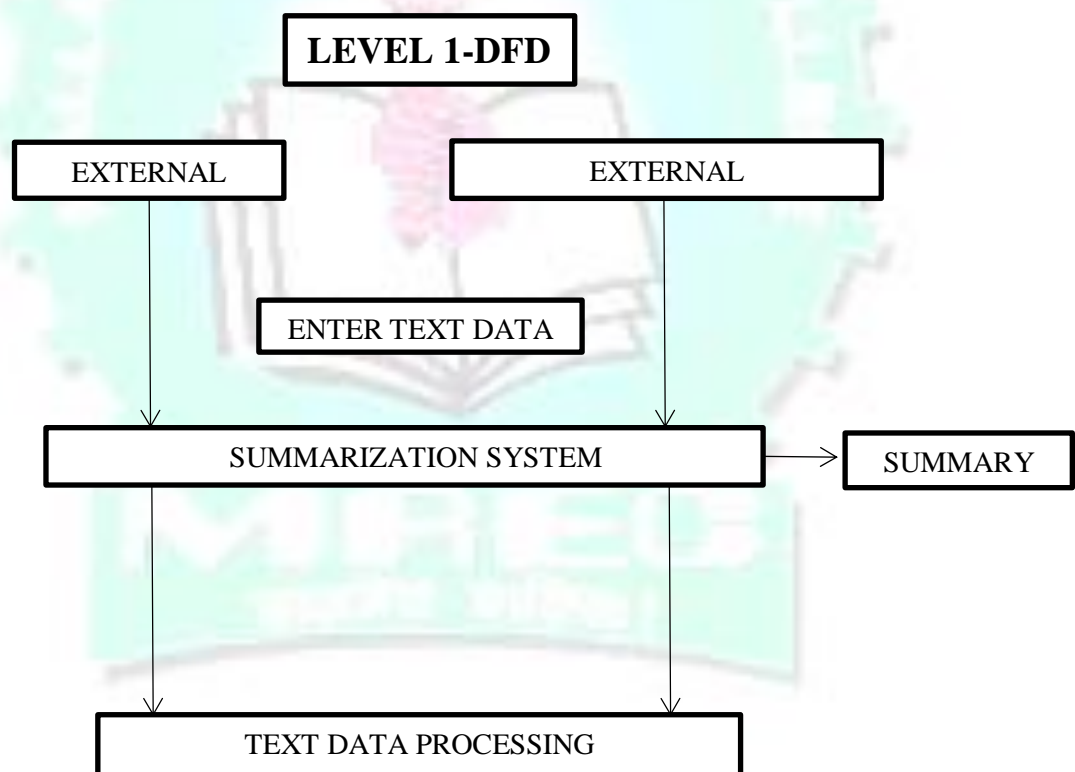 LEVEL 1-DFD
EXTERNAL
EXTERNAL
ENTER TEXT DATA
SUMMARIZATION SYSTEM
SUMMARY
TEXT DATA PROCESSING